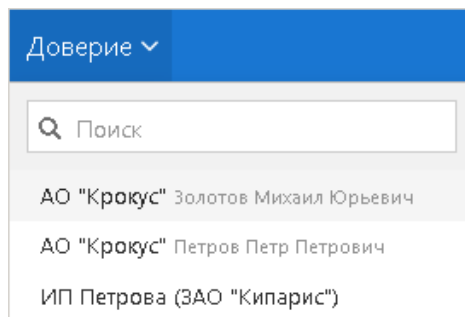 Доверие
Поиск
АО "Крокус" Золотов Михаил Юрьевич
АО "Крокус" Петров Петр Петрович
ИП Петрова (ЗАО "Кипарис")